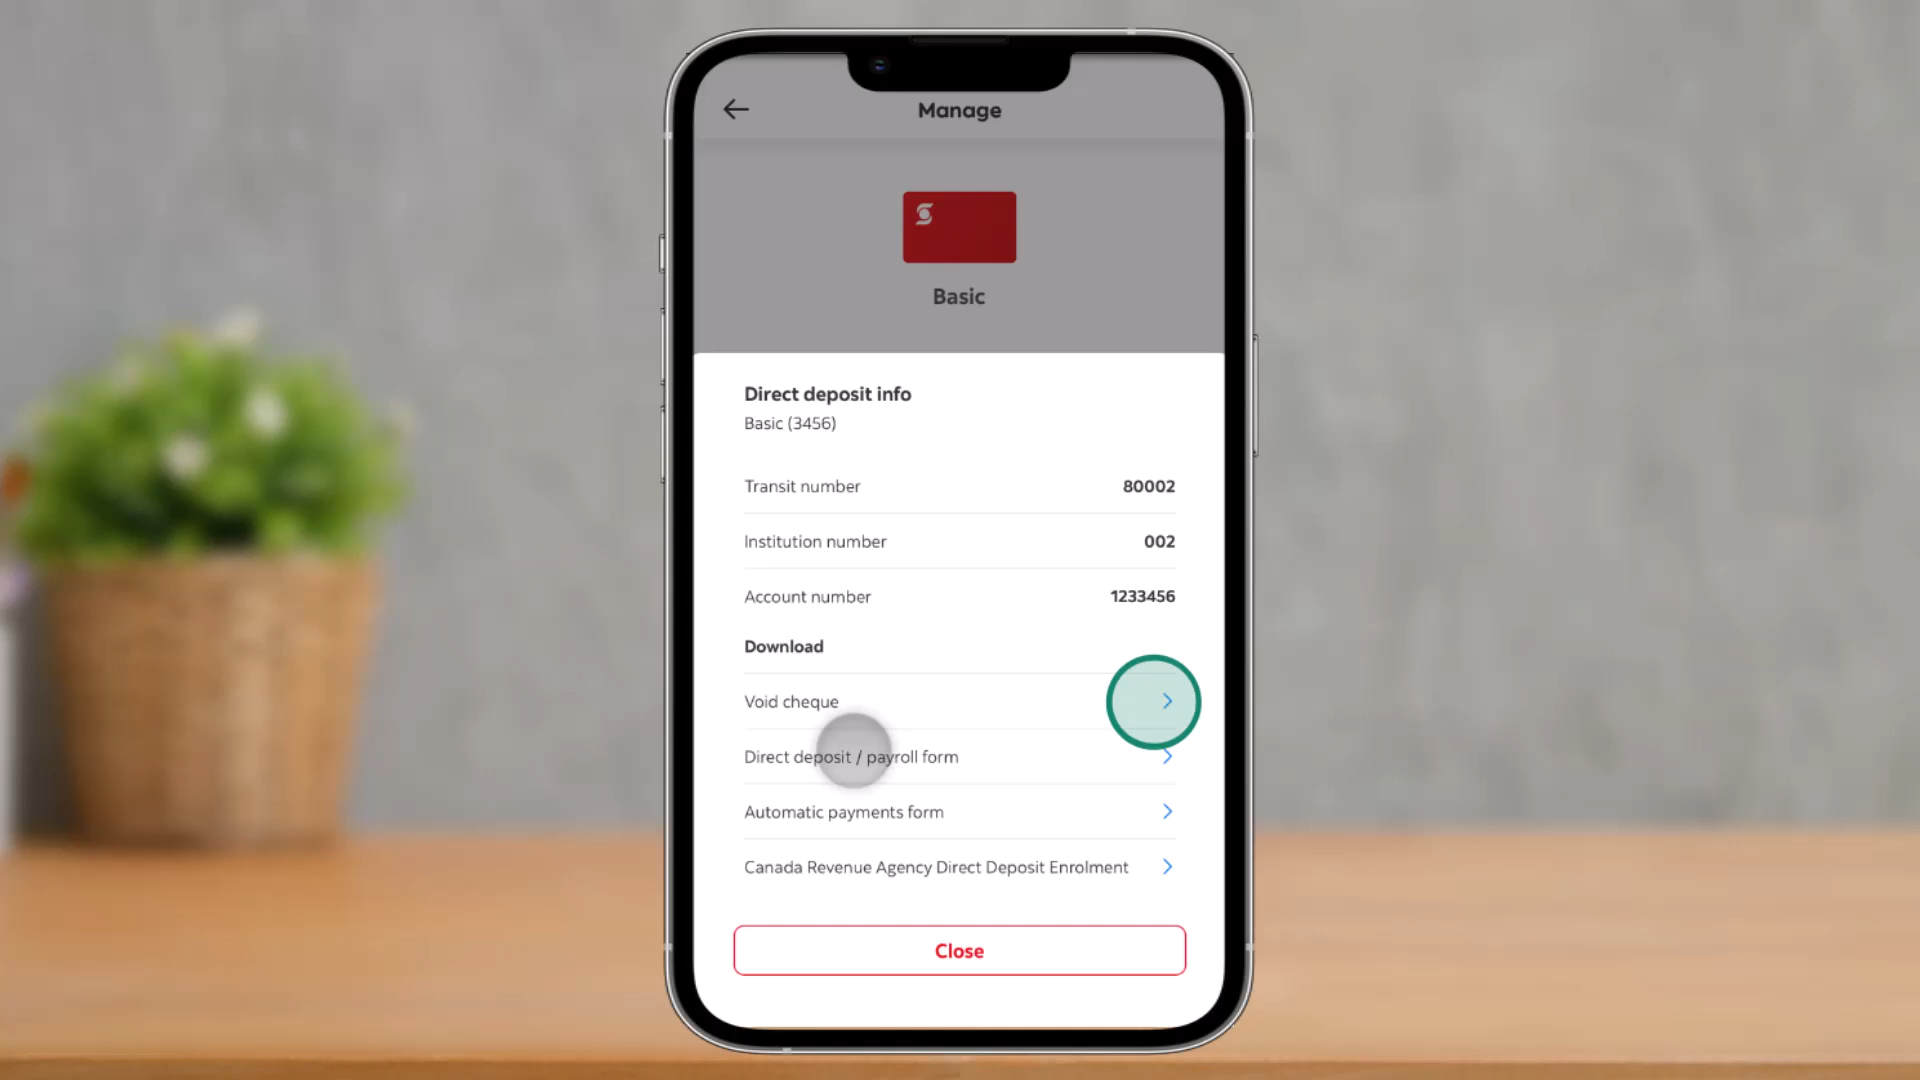 Manage
Basic
Direct deposit info
Basic (3456)
Transit number 80002
Institution number 002
Account number 1233456
Download
Void cheque
Direct deposit / payroll form
Automatic payments form
Canada Revenue Agency Direct Deposit Enrolment
Close